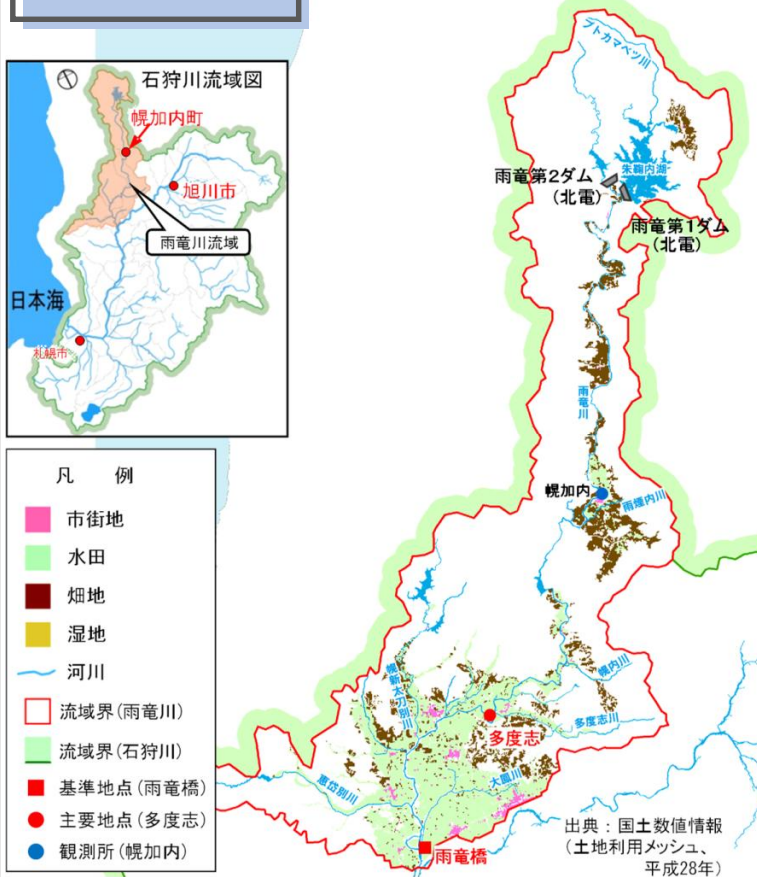 石狩川流域図
幌加内町
旭川市
雨竜川流域
日本海
札幌市
凡 例
市街地
水田
畑地
湿地
河川
流域界(雨竜川)
流域界(石狩川)
基準地点(雨竜橋)
主要地点(多度志)
観測所(幌加内)
ブトカマベツ川
朱鞠内湖
雨竜第2ダム
(北電)
雨竜第1ダム
(北電)
雨竜川
幌加内
雨煙内川
幌新太刀別川
幌内川
多度志川
多度志
大鳳川
恵岱別川
雨竜橋
出典：国土数値情報
(土地利用メッシュ、
平成28年)